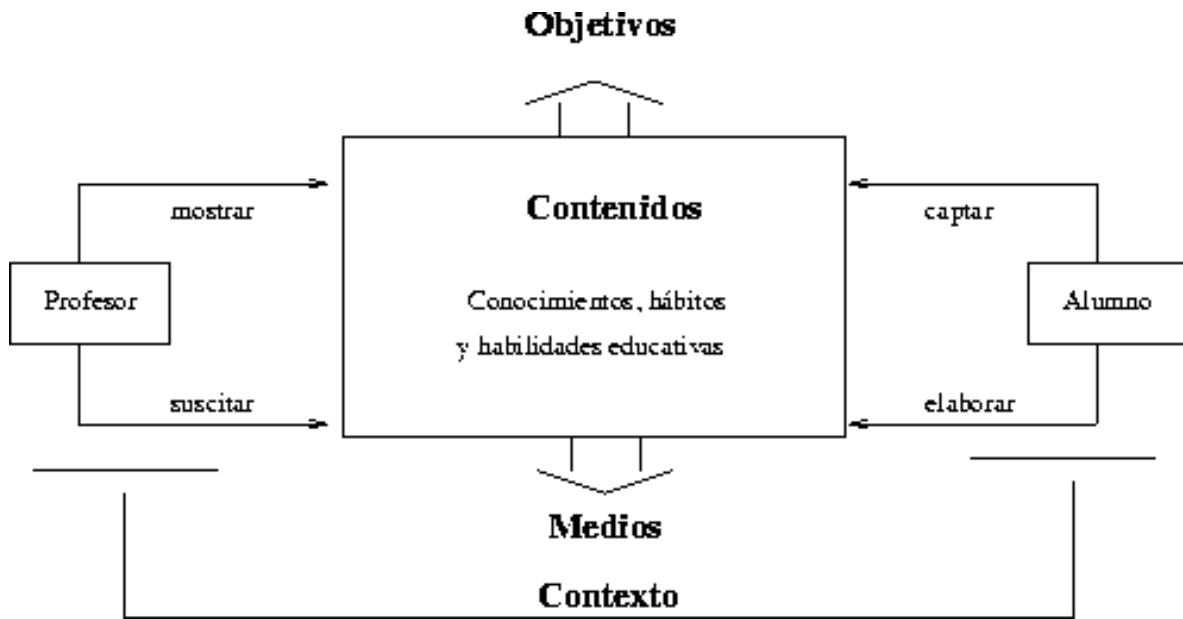 Objetivos
mostrar
Contenidos
captar
Profesor
Conocimientos, hábitos
y habilidades educativas
Alumno
suscitar
elaborar
Medios
Contexto